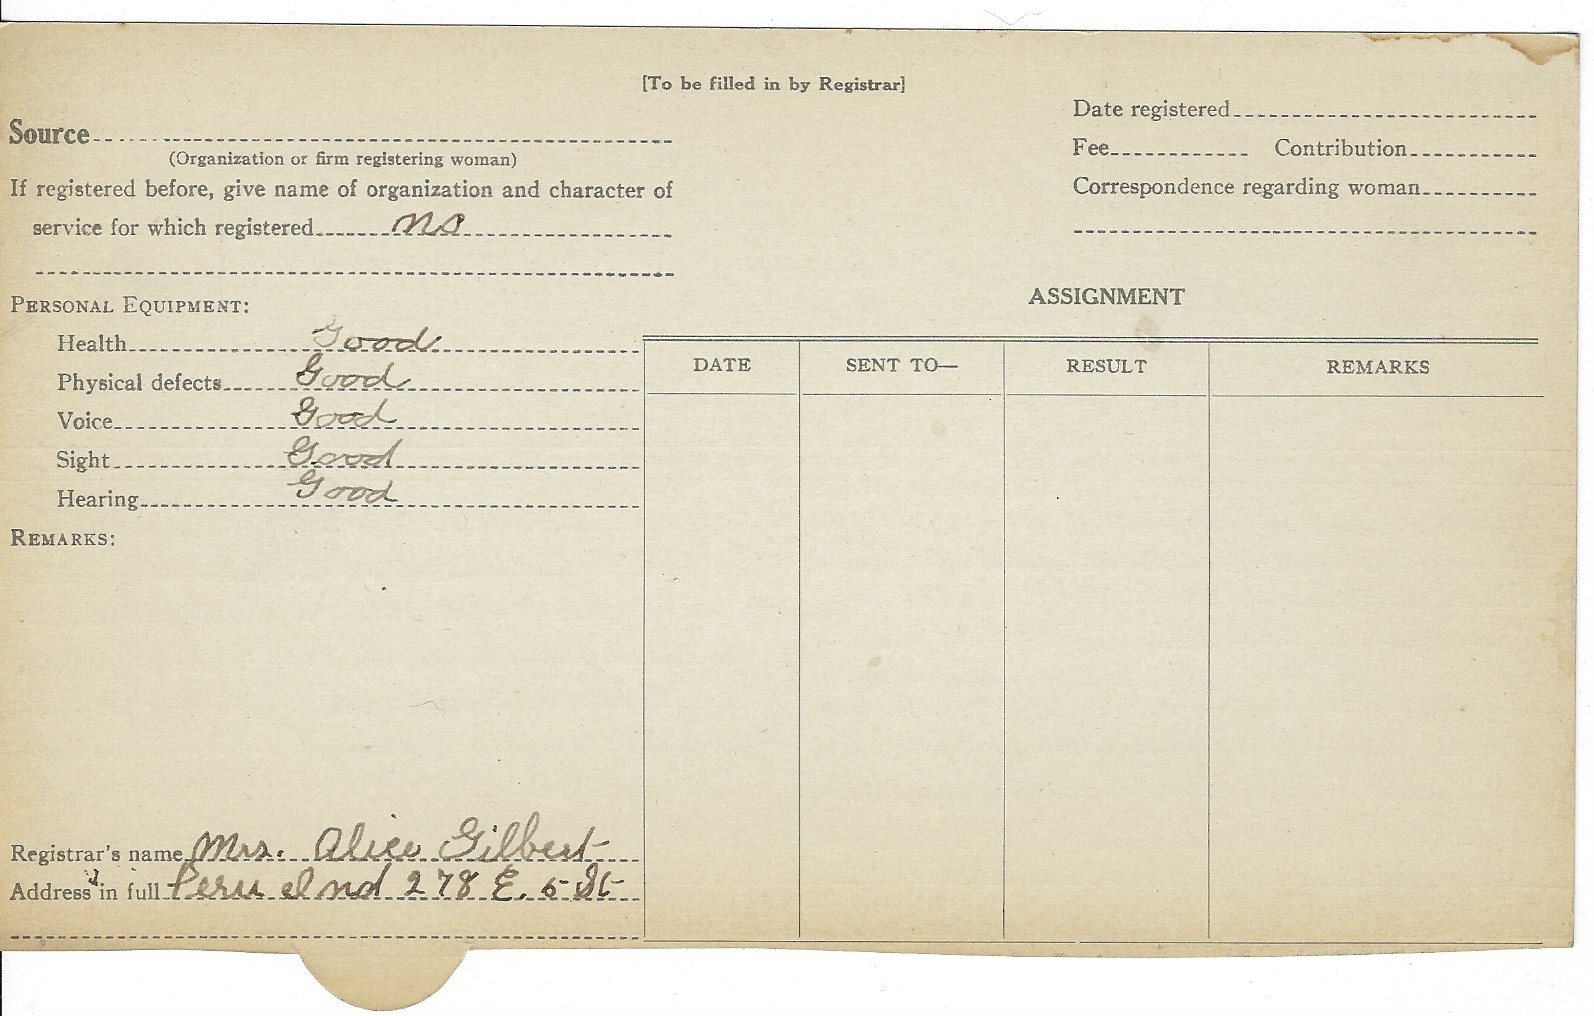 [To be filled in by Registrar]
Source
(Organization or firm registering woman)
If registered before, give name of organization and character of
service for which registered no
Date registered
Fee Contribution
Correspondence regarding woman
PERSONAL EQUIPMENT:
Health Good
Physical defects Good
Voice Good
Sight Good
Hearing Good
REMARKS:
ASSIGNMENT
DATE SENT TO— RESULT REMARKS
Registrar's name Mrs. Alice Gilbert
Address in full Peru Ind 278 E. 5 St